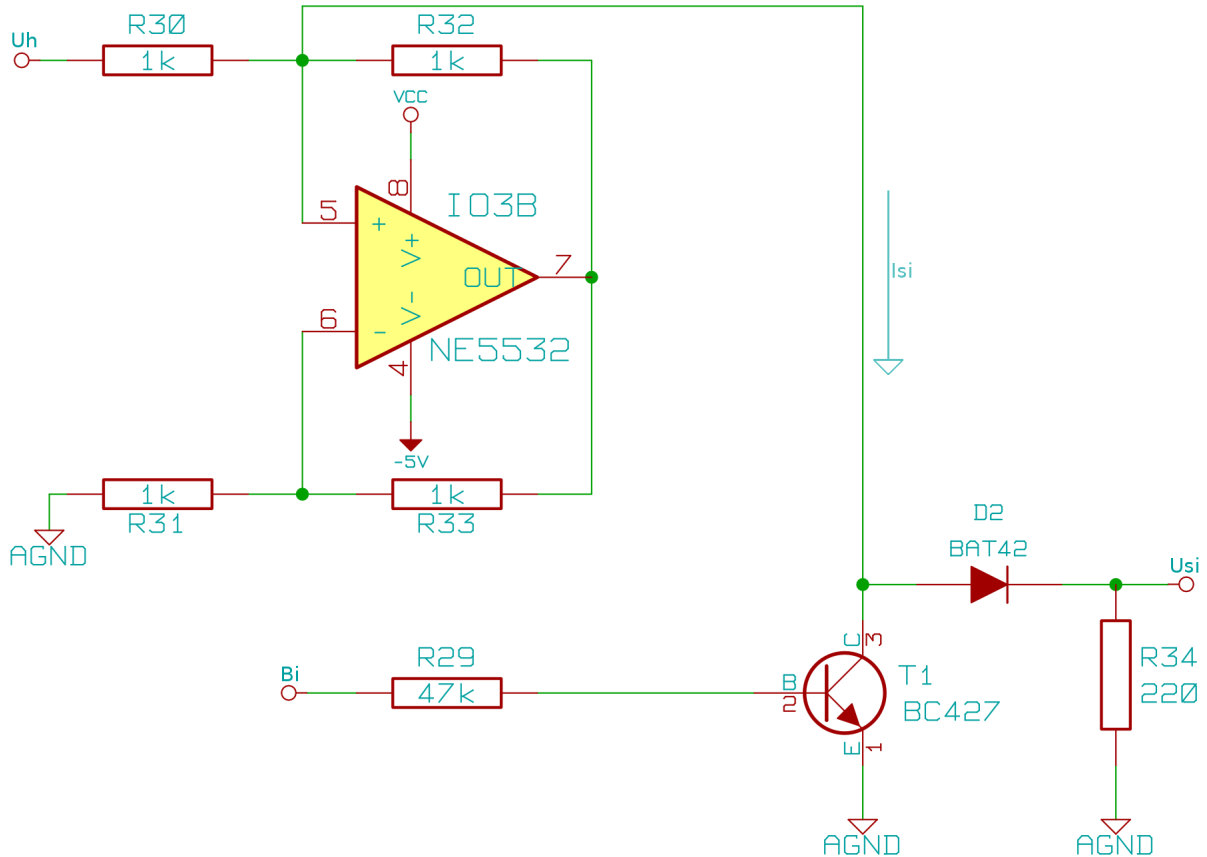 Uh
R30
1k
R32
1k
VCC
8
5
+
V+
IO3B
OUT
7
6
-
V-
4
NE5532
-5V
Isi
1k
R31
1k
R33
AGND
D2
BAT42
Usi
Bi
R29
47k
B
2
C
3
E
1
T1
BC427
R34
220
AGND
AGND